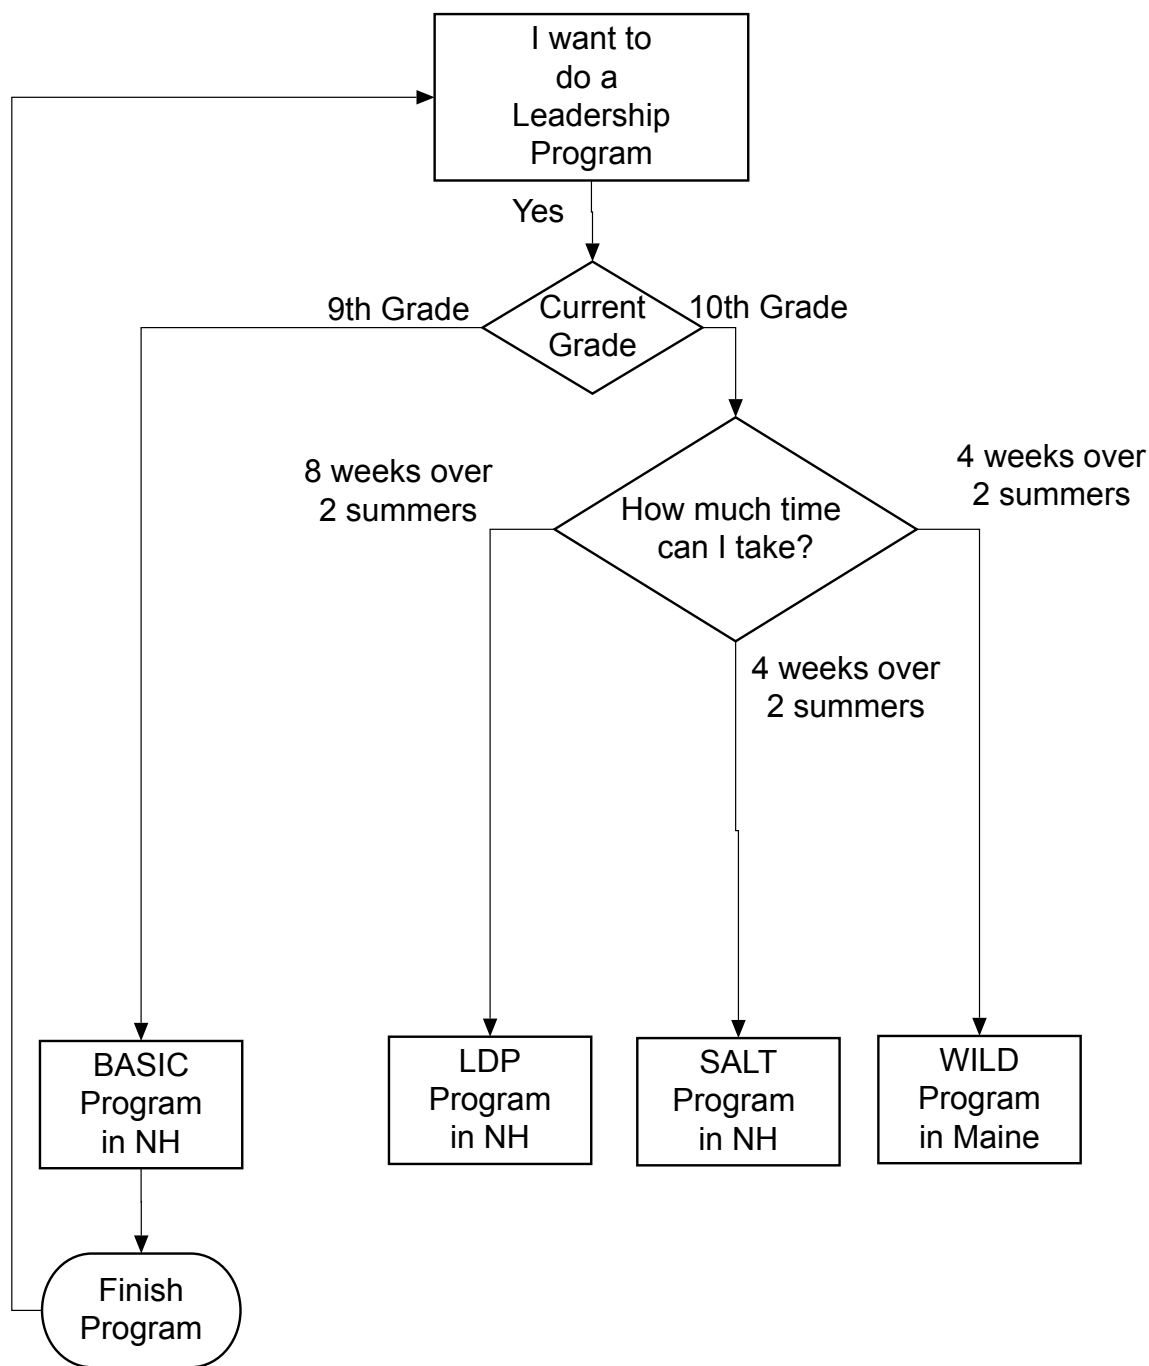 I want to
do a
Leadership
Program
Yes
9th Grade
Current
Grade
10th Grade
8 weeks over
2 summers
How much time
can I take?
4 weeks over
2 summers
4 weeks over
2 summers
BASIC
Program
in NH
LDP
Program
in NH
SALT
Program
in NH
WILD
Program
in Maine
Finish
Program